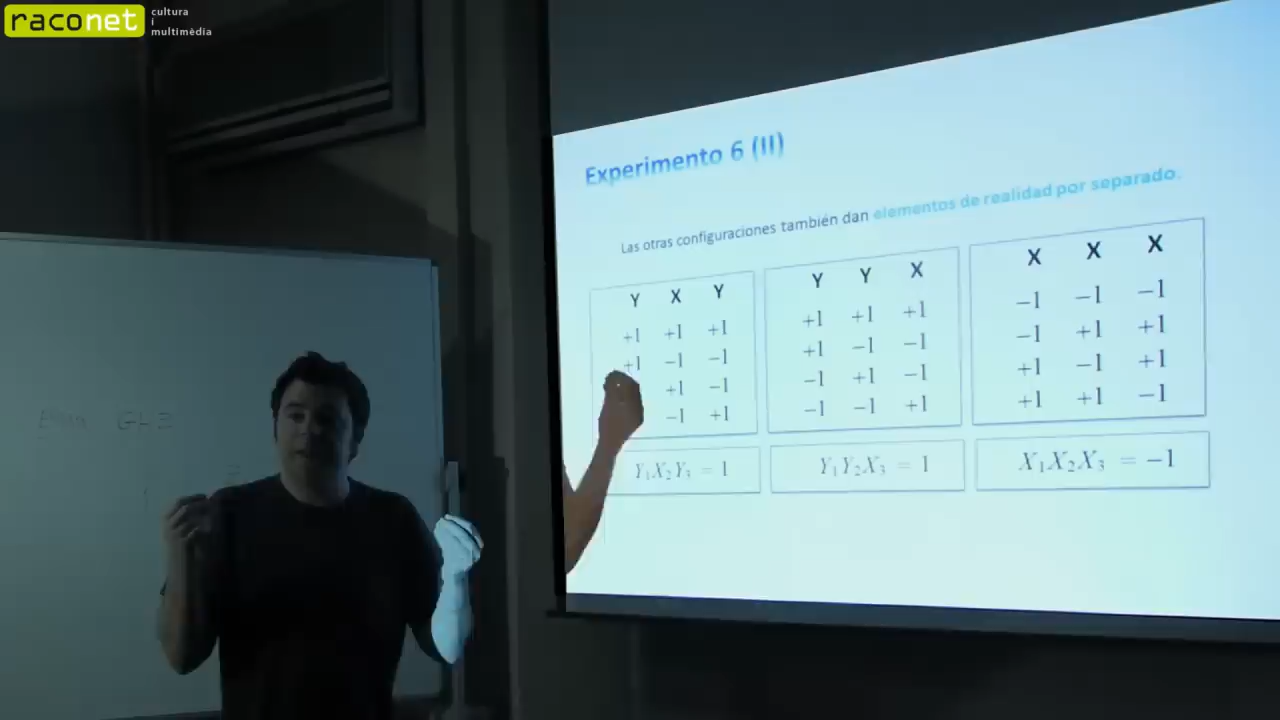 raconet
cultura
i
multimèdia
Experimento 6 (II)
Las otras configuraciones también dan elementos de realidad por separado.
Y X Y
+1 +1 +1
+1 −1 −1
+1 −1
−1 +1
Y₁X₂Y₃ = 1
Y Y X
+1 +1 +1
+1 −1 −1
−1 +1 −1
−1 −1 +1
Y₁Y₂X₃ = 1
X X X
−1 −1 −1
−1 +1 +1
+1 −1 +1
+1 +1 −1
X₁X₂X₃ = −1